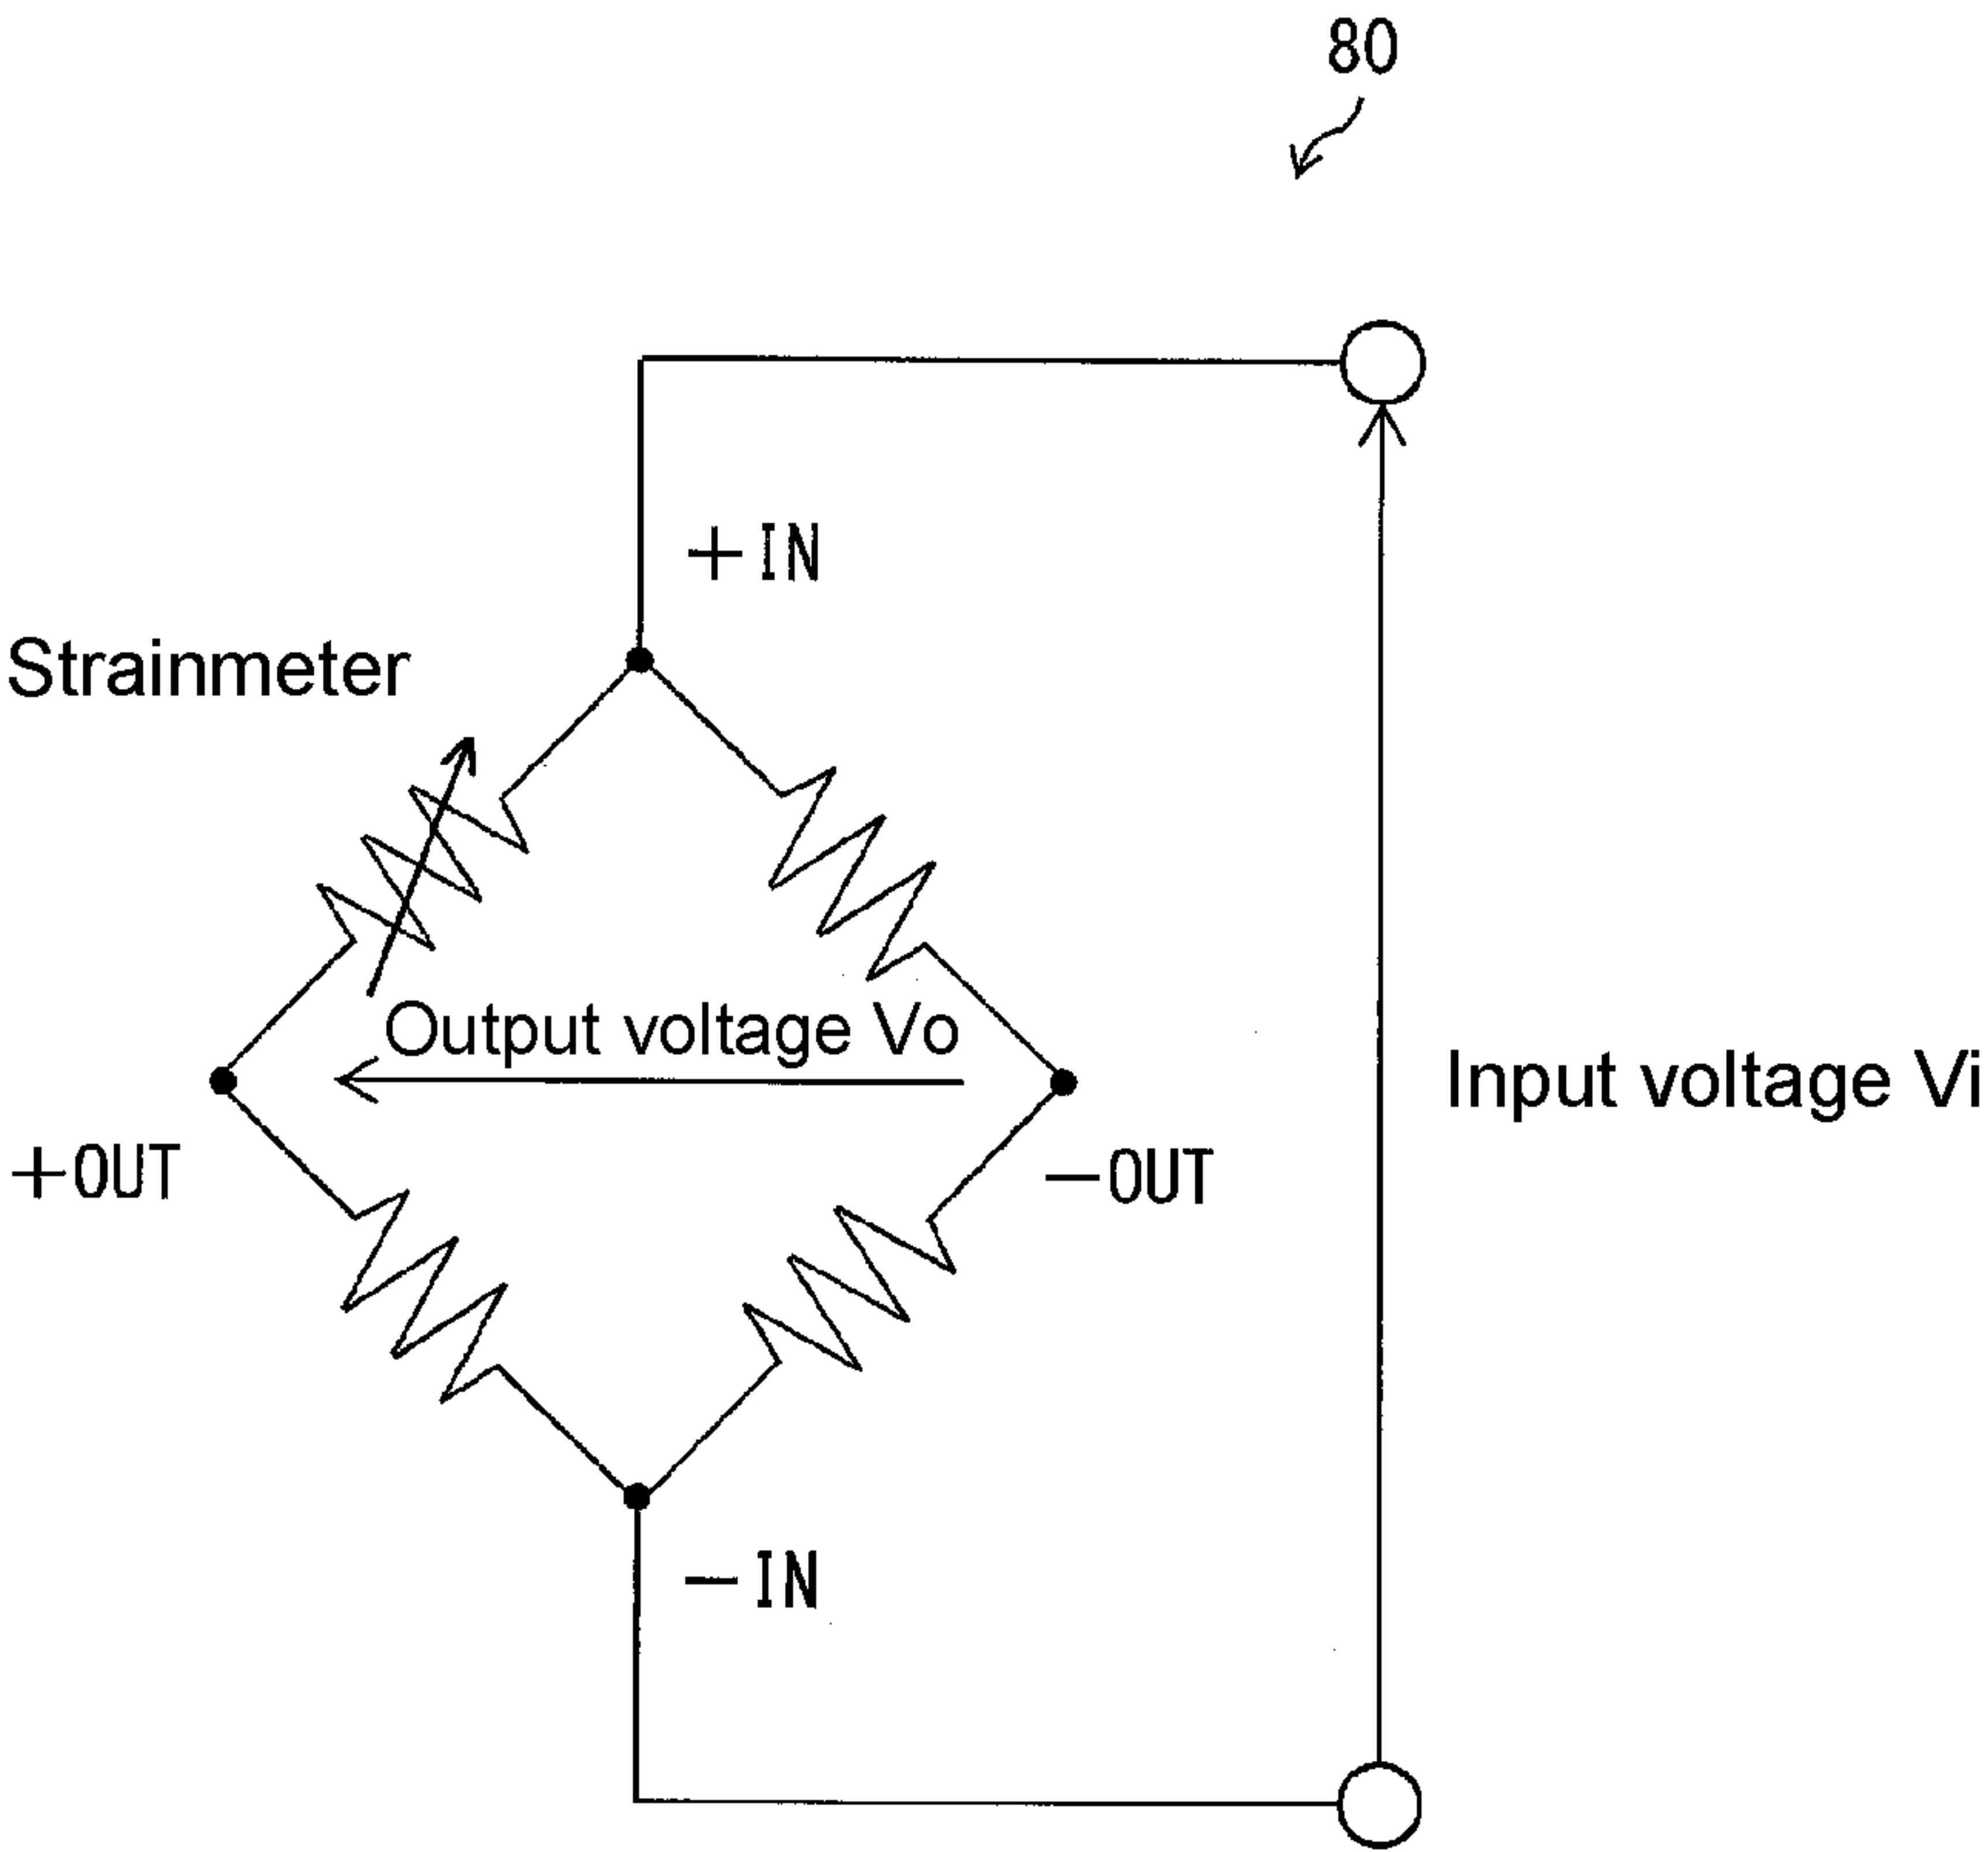 80
+IN
Strainmeter
Output voltage Vo
Input voltage Vi
+OUT
-OUT
-IN